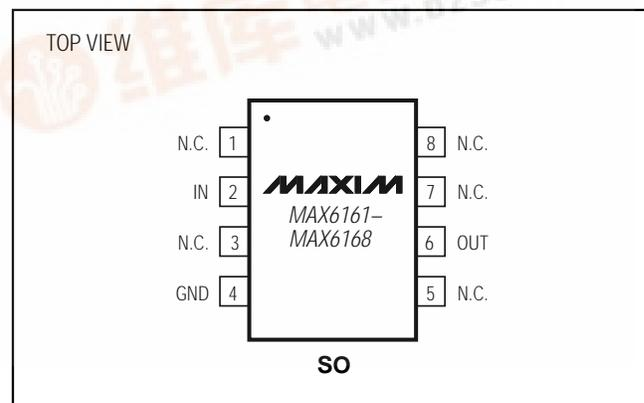 TOP VIEW
N.C. 1
8 N.C.
IN 2
7 N.C.
MAXIM
MAX6161–
MAX6168
N.C. 3
6 OUT
GND 4
5 N.C.
SO